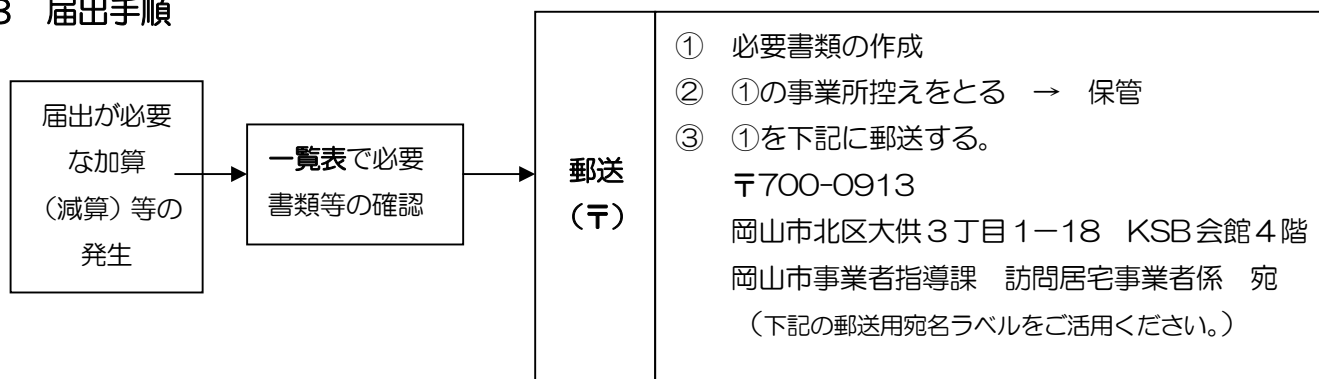 3　届出手順
届出が必要
な加算
（減算）等の
発生
一覧表で必要
書類等の確認
郵送
（〒）
①　必要書類の作成
②　①の事業所控えをとる　→　保管
③　①を下記に郵送する。
〒700-0913
岡山市北区大供３丁目１－18　KSB会館４階
岡山市事業者指導課　訪問居宅事業者係　宛
（下記の郵送用宛名ラベルをご活用ください。）